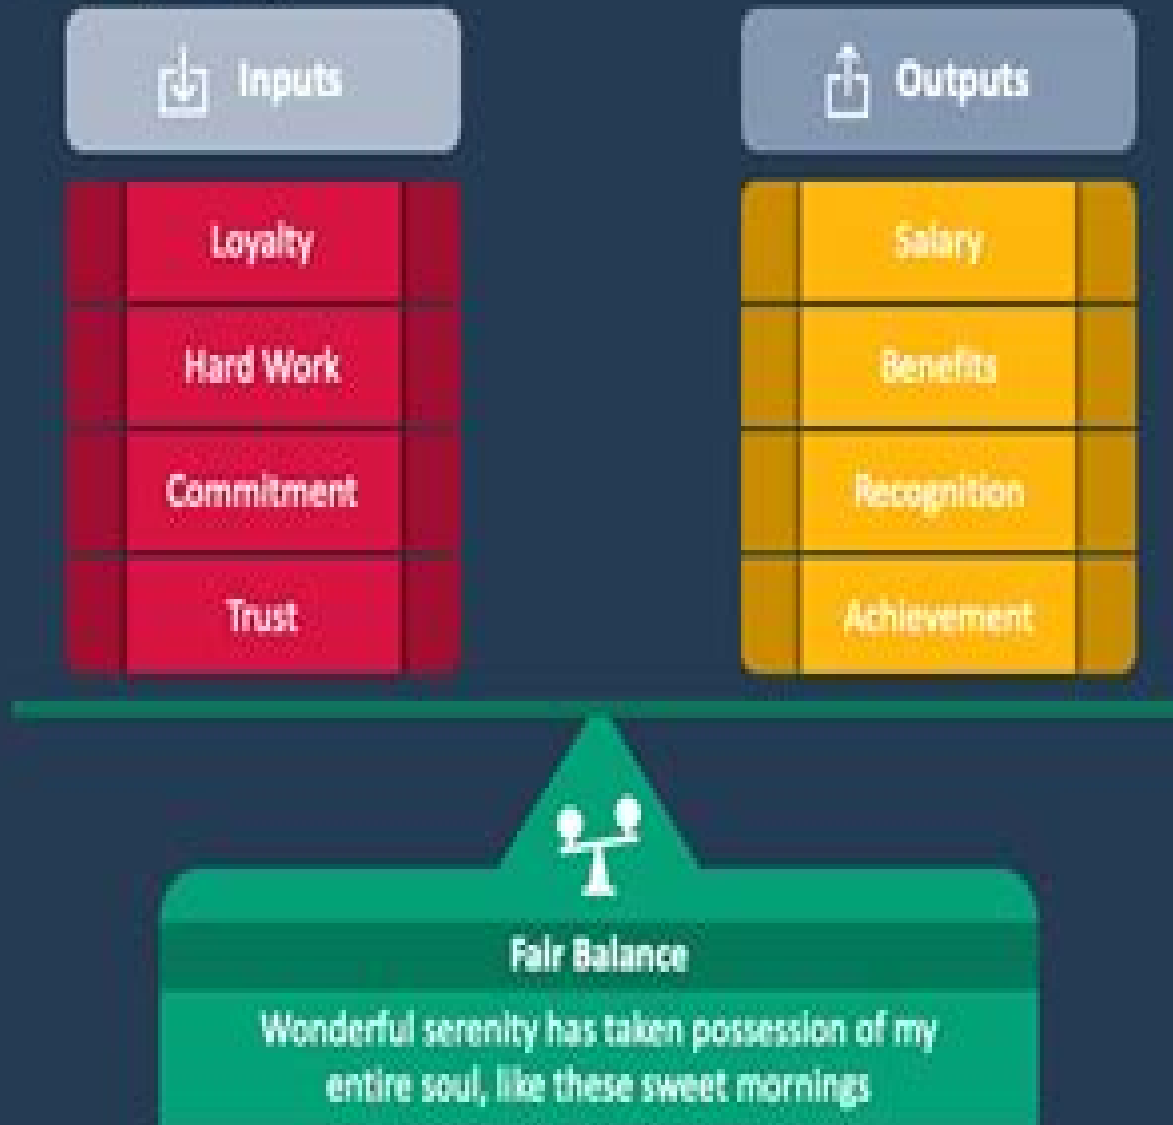 Inputs
Outputs
Loyalty
Hard Work
Commitment
Trust
Salary
Benefits
Recognition
Achievement
Fair Balance
Wonderful serenity has taken possession of my
entire soul, like these sweet mornings